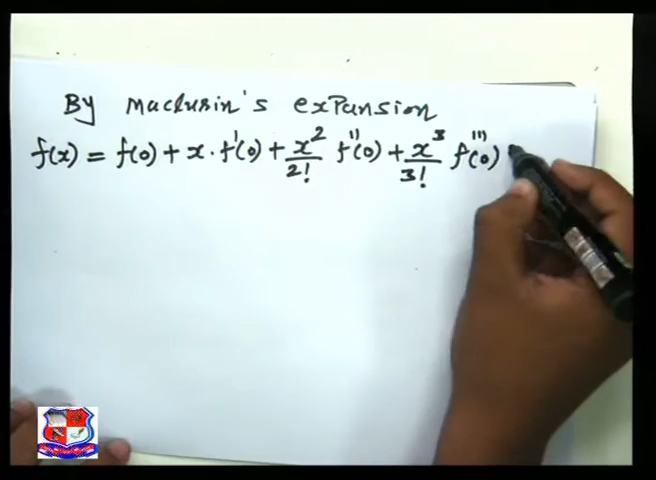 By maclurin's expansion
f(x) = f(0) + x · f'(0) + x²/2! f''(0) + x³/3! f'''(0)